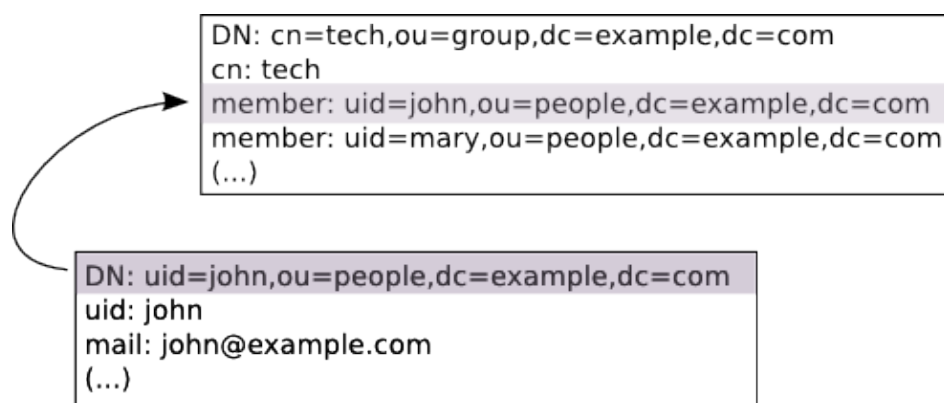 DN: cn=tech,ou=group,dc=example,dc=com
cn: tech
member: uid=john,ou=people,dc=example,dc=com
member: uid=mary,ou=people,dc=example,dc=com
(...)
DN: uid=john,ou=people,dc=example,dc=com
uid: john
mail: john@example.com
(...)